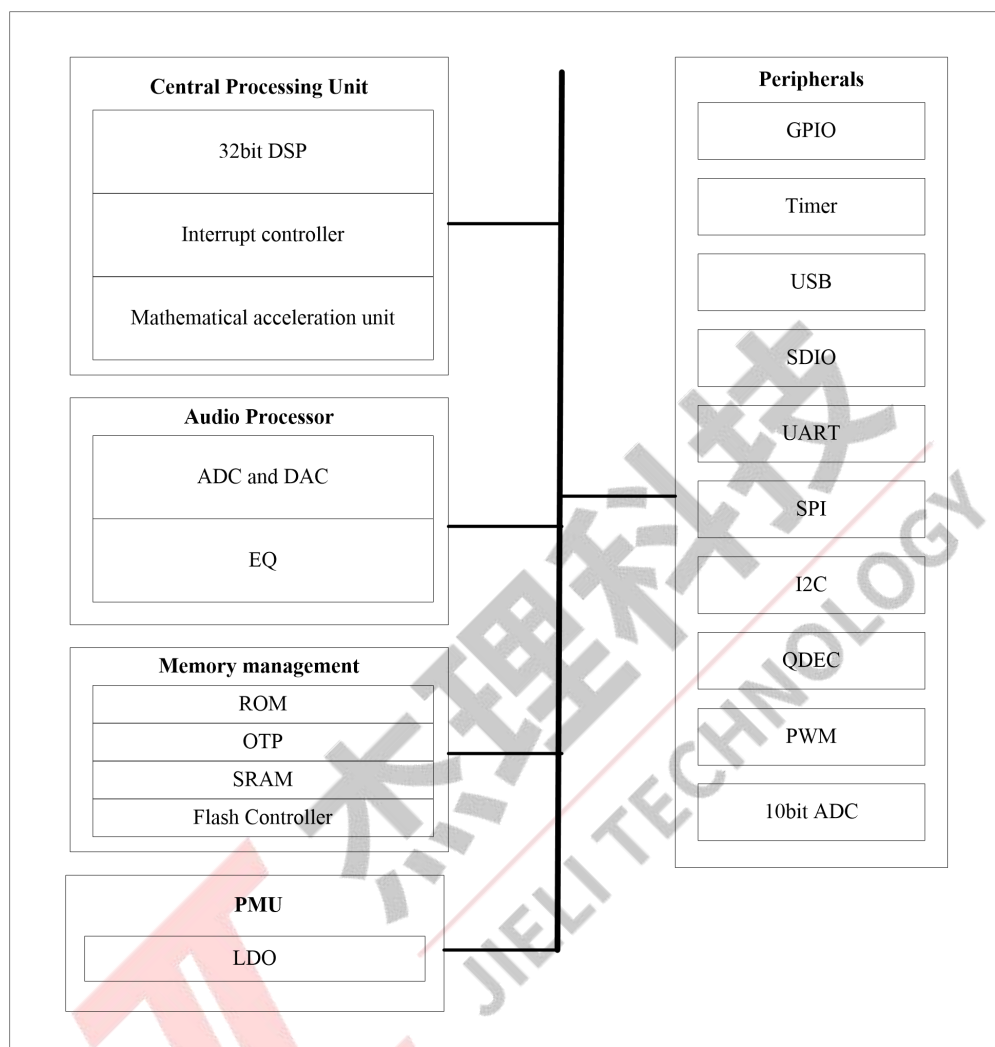 Central Processing Unit
32bit DSP
Interrupt controller
Mathematical acceleration unit
Audio Processor
ADC and DAC
EQ
Memory management
ROM
OTP
SRAM
Flash Controller
PMU
LDO
Peripherals
GPIO
Timer
USB
SDIO
UART
SPI
I2C
QDEC
PWM
10bit ADC
杰理科技
JIELI TECHNOLOGY